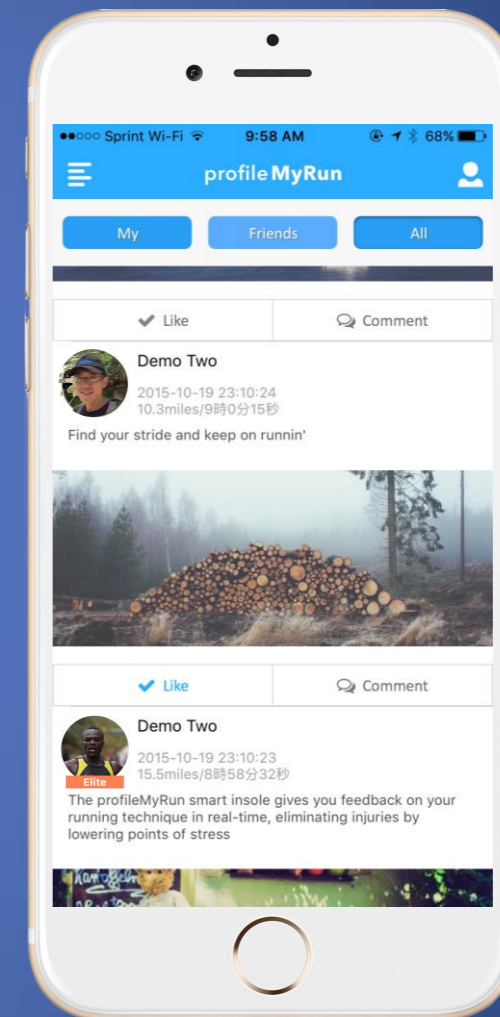 Sprint Wi-Fi 9:58 AM 68%
profileMyRun
My Friends All
Like Comment
Demo Two
2015-10-19 23:10:24
10.3miles/9時0分15秒
Find your stride and keep on runnin'
Like Comment
Demo Two
2015-10-19 23:10:23
15.5miles/8時58分32秒
Elite
The profileMyRun smart insole gives you feedback on your
running technique in real-time, eliminating injuries by
lowering points of stress
Kartoffeln